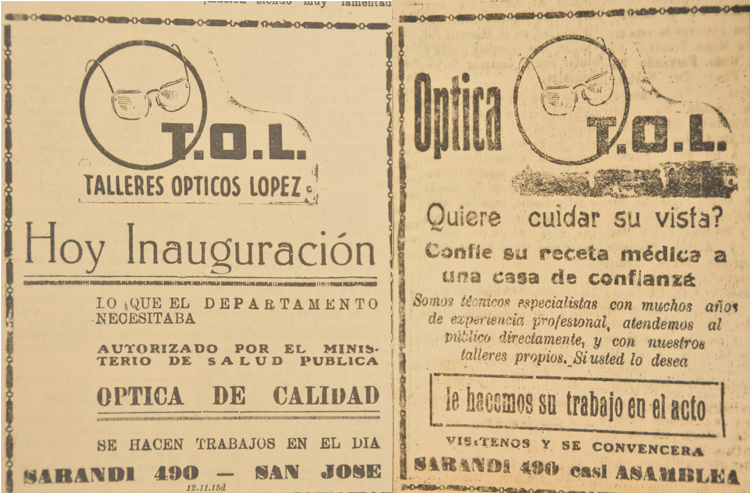 T.O.L.
TALLERES OPTICOS LOPEZ
Hoy Inauguración
LO QUE EL DEPARTAMENTO
NECESITABA
AUTORIZADO POR EL MINIS-
TERIO DE SALUD PUBLICA
OPTICA DE CALIDAD
SE HACEN TRABAJOS EN EL DIA
SARANDI 490 — SAN JOSE
12.11.15d
Optica
T.O.L.
Quiere cuidar su vista?
Confíe su receta médica a
una casa de confianza
Somos técnicos especialistas con muchos años
de experiencia profesional, atendemos al
público directamente, y con nuestros
talleres propios. Si usted lo desea
le hacemos su trabajo en el acto
VISITENOS Y SE CONVENCERA
SARANDI 490 casi ASAMBLEA